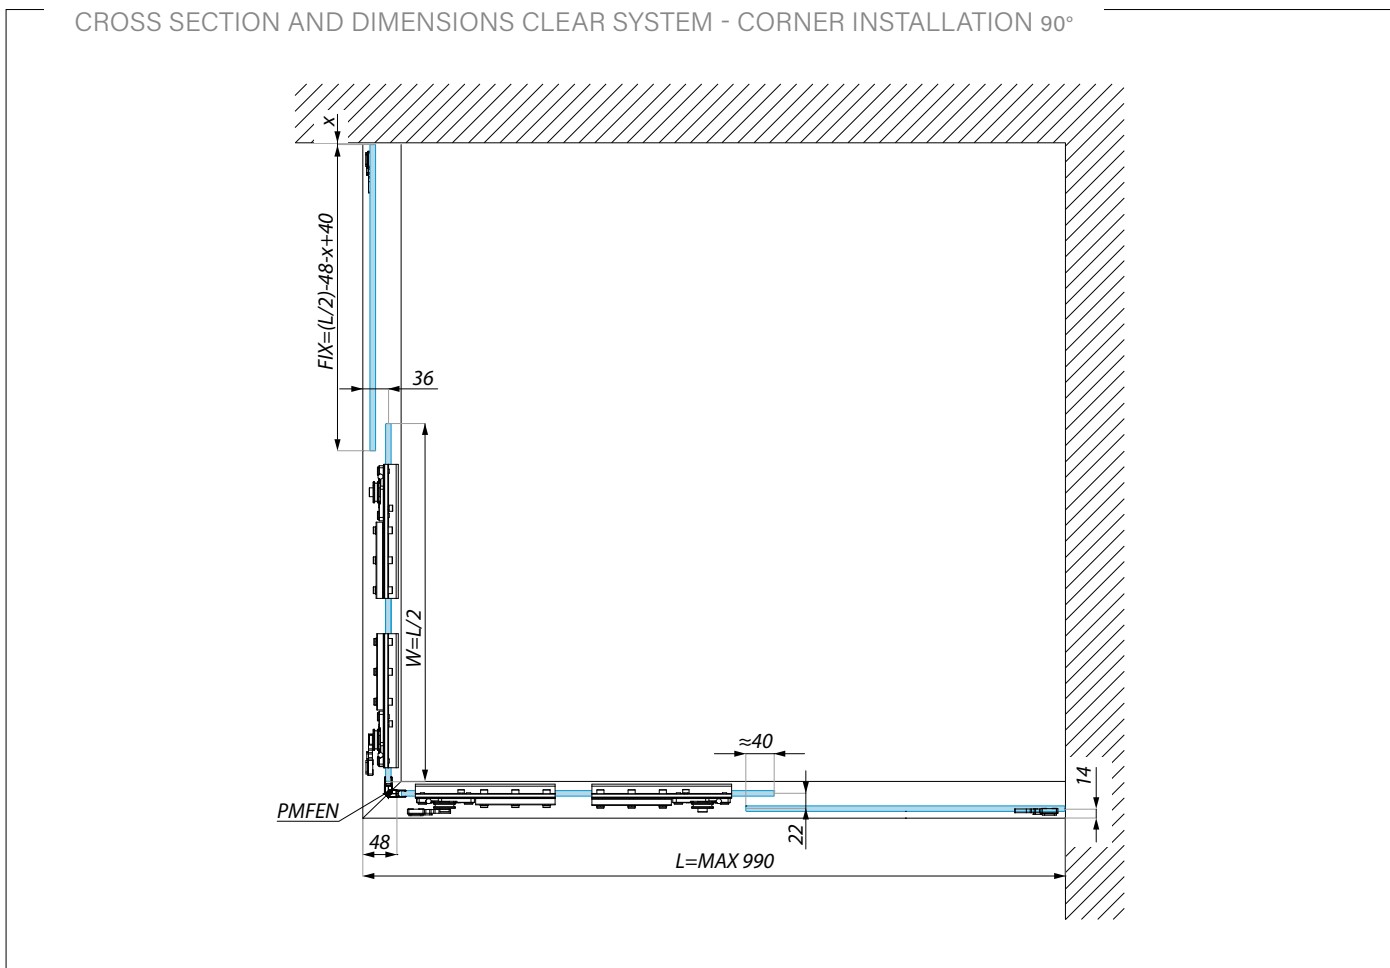 CROSS SECTION AND DIMENSIONS CLEAR SYSTEM - CORNER INSTALLATION 90°
x
FIX=(L/2)-48-x+40
36
W=L/2
≈40
14
PMFEN
22
48
L=MAX 990